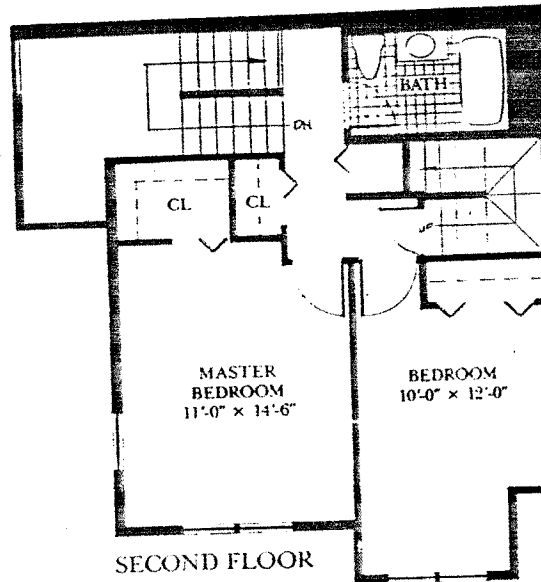 BATH
DN
CL
CL
UP
MASTER
BEDROOM
11'-0" × 14'-6"
BEDROOM
10'-0" × 12'-0"
SECOND FLOOR